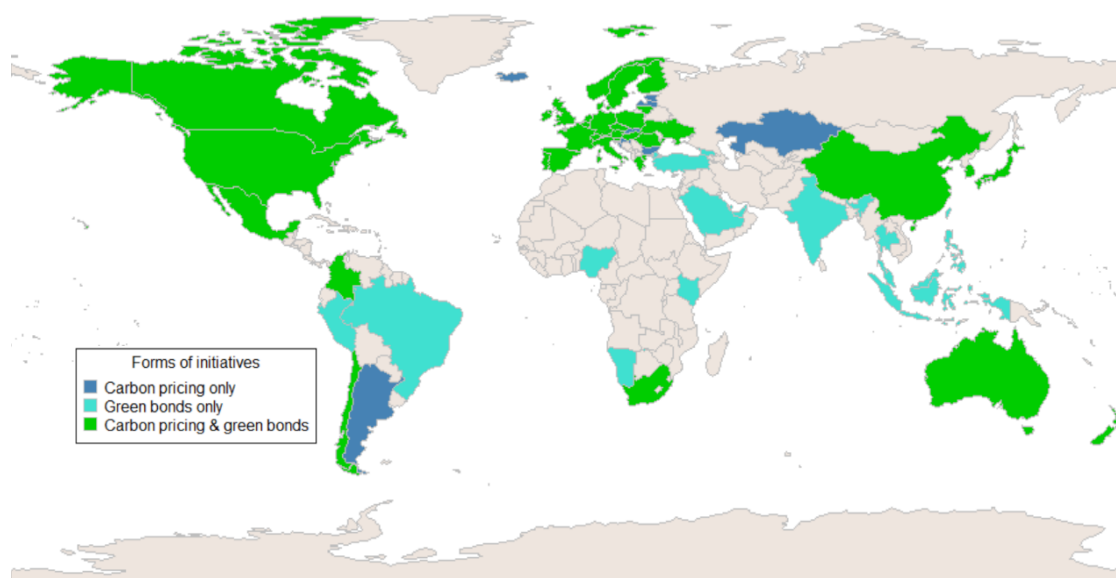 Forms of initiatives
Carbon pricing only
Green bonds only
Carbon pricing & green bonds